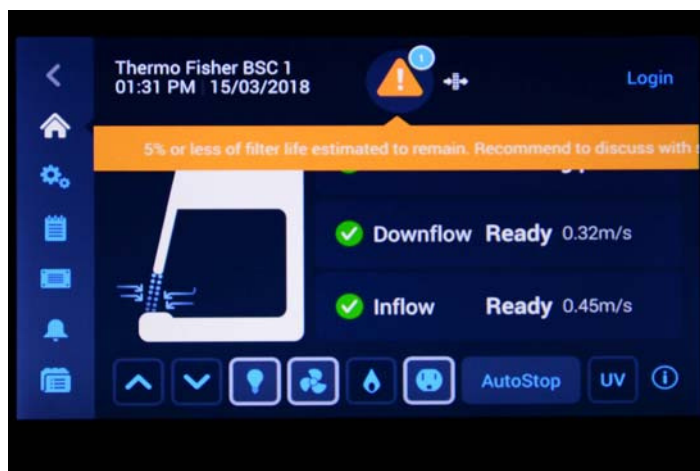 Thermo Fisher BSC 1
01:31 PM 15/03/2018
1
Login
5% or less of filter life estimated to remain. Recommend to discuss with
Downflow Ready 0.32m/s
Inflow Ready 0.45m/s
AutoStop
UV